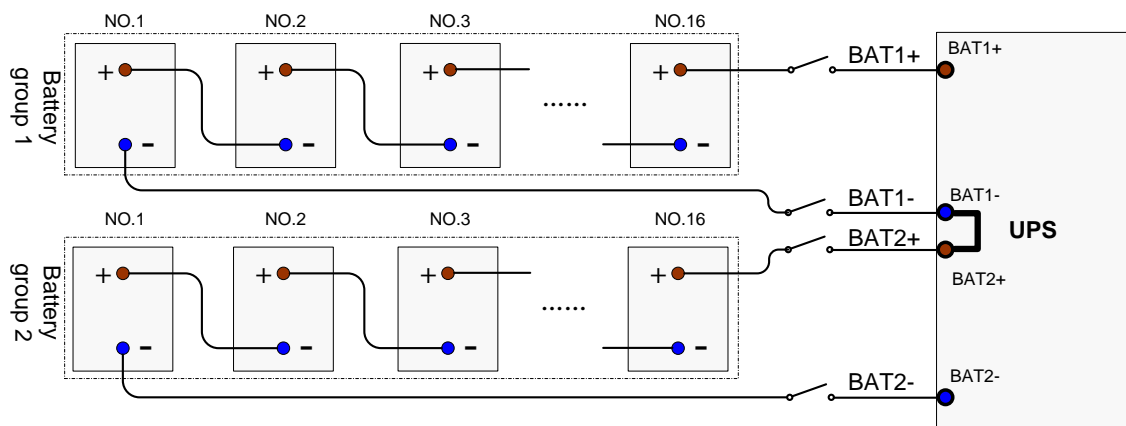 NO.1 NO.2 NO.3 NO.16
Battery
group 1
+ + + +
- - - -
......
BAT1+
BAT1+
BAT1-
BAT1-
BAT2+
BAT2+
UPS
NO.1 NO.2 NO.3 NO.16
Battery
group 2
+ + + +
- - - -
......
BAT2-
BAT2-